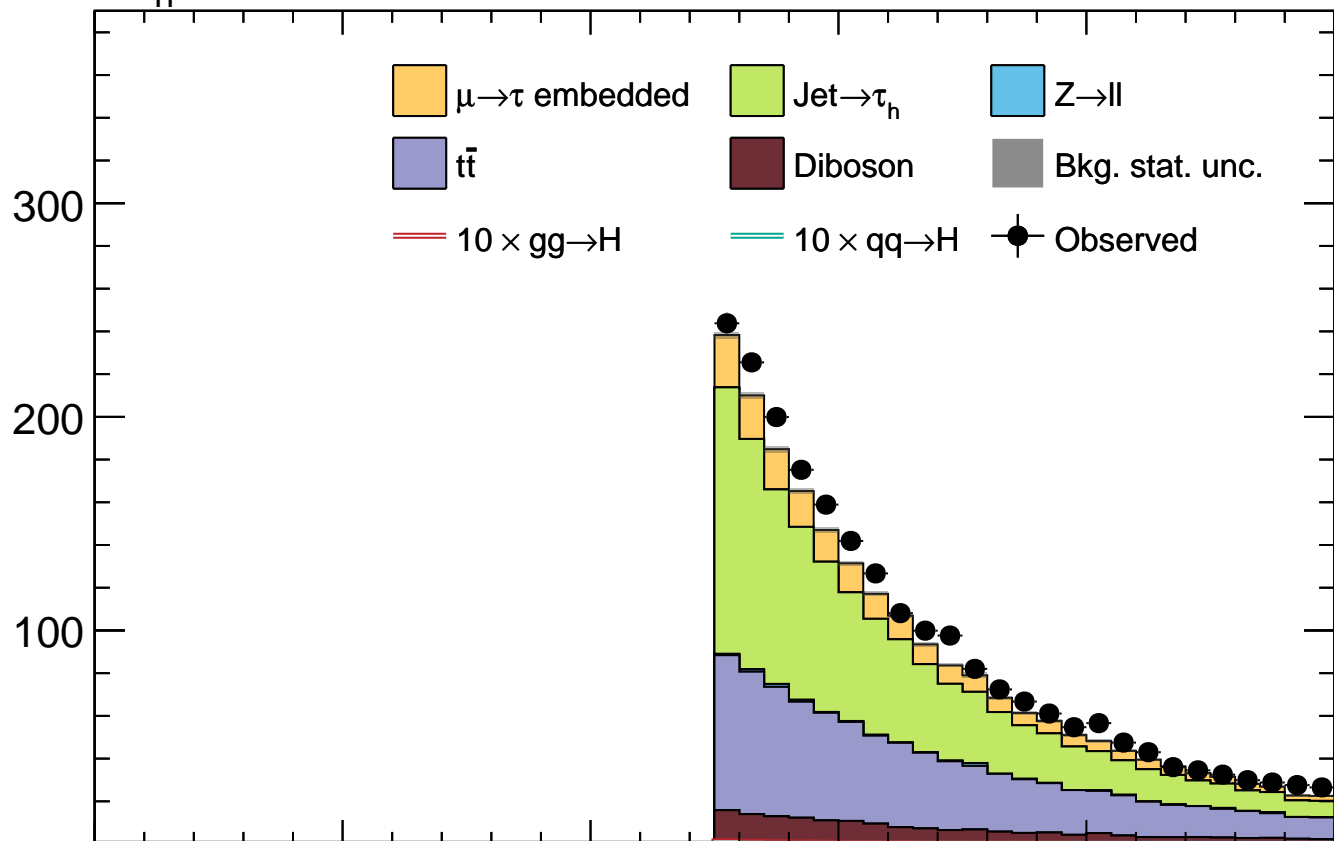 H
μ→τ embedded Jet→τh Z→ll
tt̄ Diboson Bkg. stat. unc.
10 × gg→H 10 × qq→H Observed
300
200
100